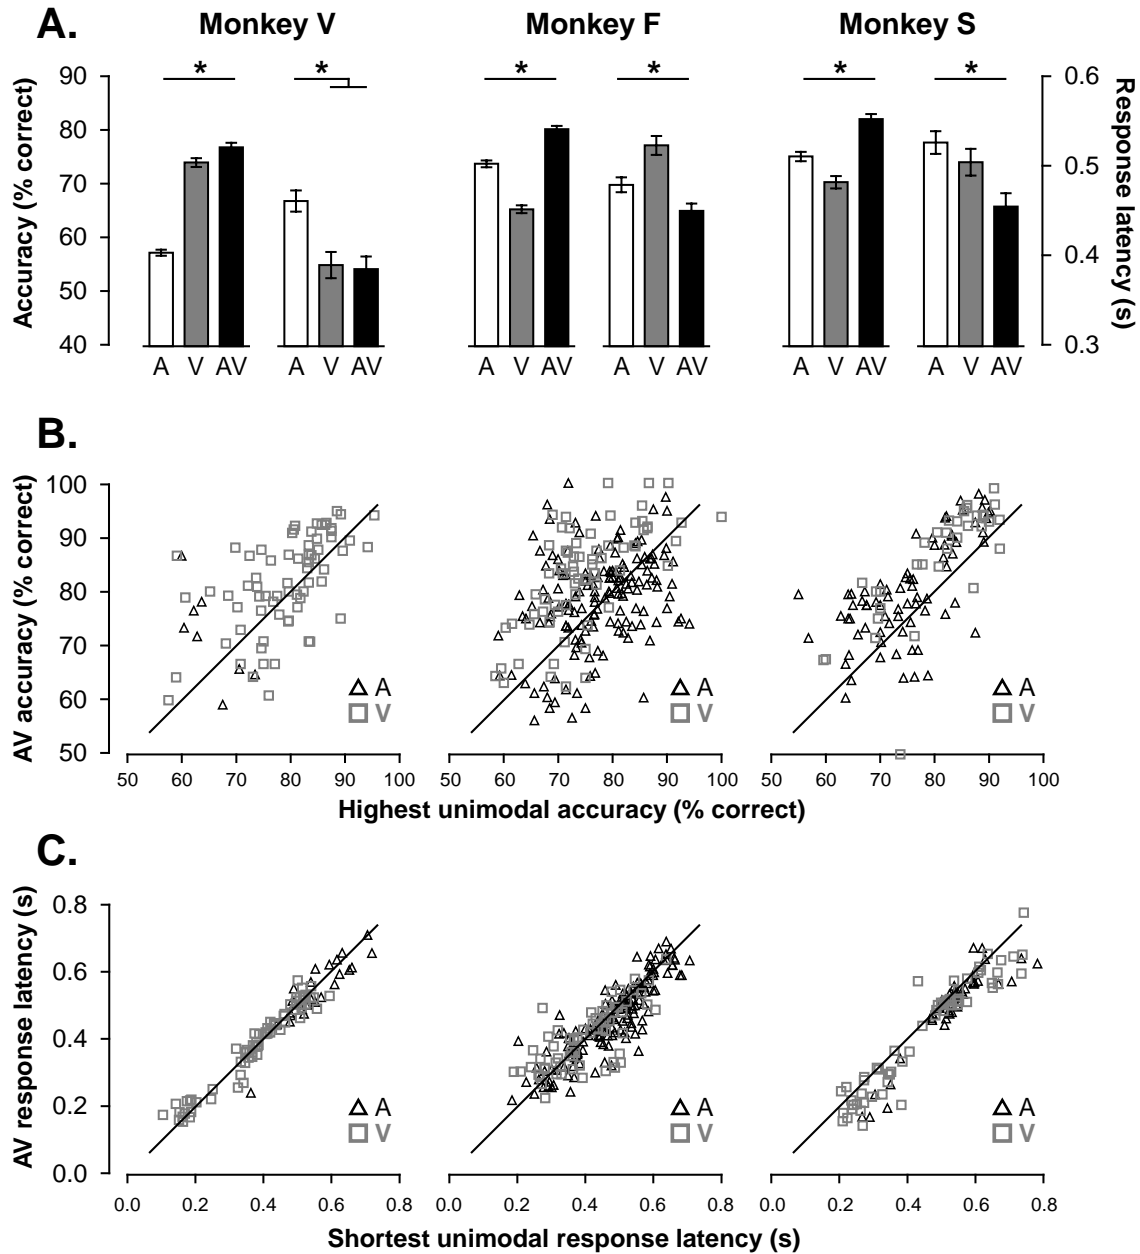 A.
Monkey V
Monkey F
Monkey S
Accuracy (% correct)
90
80
70
60
50
40
* * * * * *
0.6
0.5
0.4
0.3
Response latency (s)
A V AV A V AV A V AV A V AV A V AV A V AV
B.
AV accuracy (% correct)
100
90
80
70
60
50
A A A
V V V
50 60 70 80 90 100 50 60 70 80 90 100 50 60 70 80 90 100
Highest unimodal accuracy (% correct)
C.
AV response latency (s)
0.8
0.6
0.4
0.2
0.0
A A A
V V V
0.0 0.2 0.4 0.6 0.8 0.0 0.2 0.4 0.6 0.8 0.0 0.2 0.4 0.6 0.8
Shortest unimodal response latency (s)